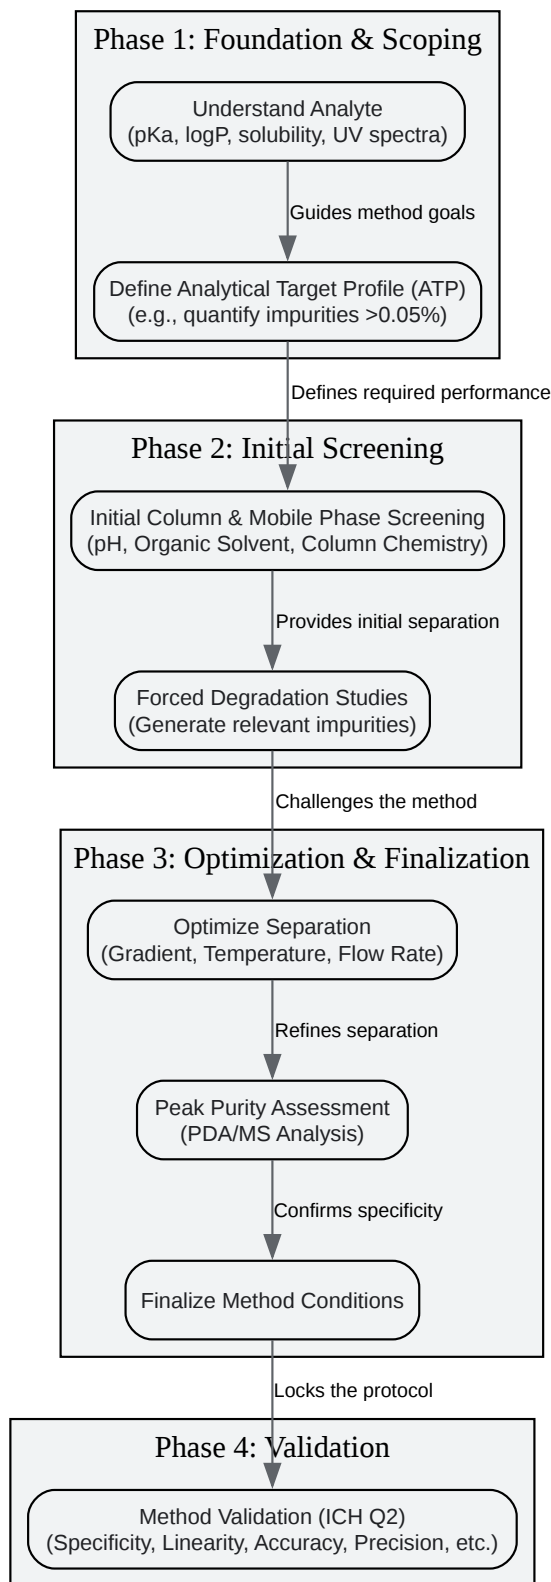 Phase 1: Foundation & Scoping
Understand Analyte
(pKa, logP, solubility, UV spectra)
Guides method goals
Define Analytical Target Profile (ATP)
(e.g., quantify impurities >0.05%)
Defines required performance
Phase 2: Initial Screening
Initial Column & Mobile Phase Screening
(pH, Organic Solvent, Column Chemistry)
Provides initial separation
Forced Degradation Studies
(Generate relevant impurities)
Challenges the method
Phase 3: Optimization & Finalization
Optimize Separation
(Gradient, Temperature, Flow Rate)
Refines separation
Peak Purity Assessment
(PDA/MS Analysis)
Confirms specificity
Finalize Method Conditions
Locks the protocol
Phase 4: Validation
Method Validation (ICH Q2)
(Specificity, Linearity, Accuracy, Precision, etc.)